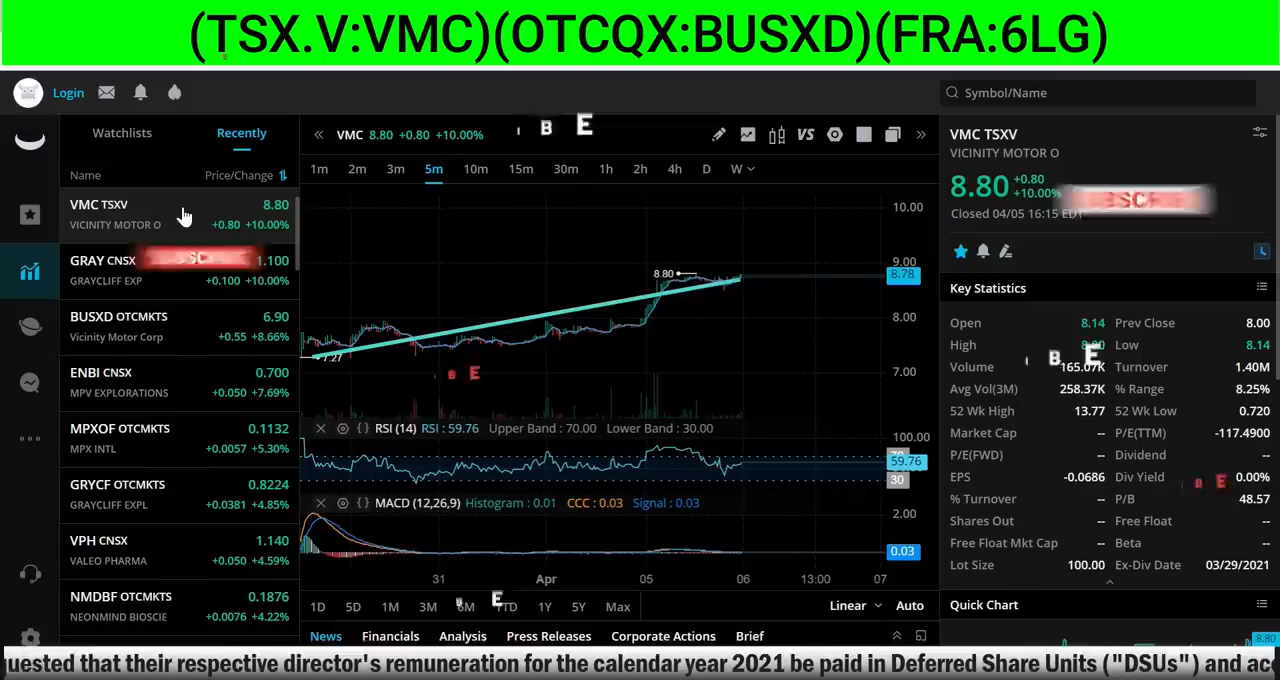 (TSX.V:VMC)(OTCQX:BUSXD)(FRA:6LG)
Login
Symbol/Name
Watchlists Recently
Name Price/Change
VMC TSXV 8.80
VICINITY MOTOR O +0.80 +10.00%
GRAY CNSX 1.100
GRAYCLIFF EXP +0.100 +10.00%
BUSXD OTCMKTS 6.90
Vicinity Motor Corp +0.55 +8.66%
ENBI CNSX 0.700
MPV EXPLORATIONS +0.050 +7.69%
MPXOF OTCMKTS 0.1132
MPX INTL +0.0057 +5.30%
GRYCF OTCMKTS 0.8224
GRAYCLIFF EXPL +0.0381 +4.85%
VPH CNSX 1.140
VALEO PHARMA +0.050 +4.59%
NMDBF OTCMKTS 0.1876
NEONMIND BIOSCIE +0.0076 +4.22%
VMC 8.80 +0.80 +10.00%
B E
VS
1m 2m 3m 5m 10m 15m 30m 1h 2h 4h D W
10.00
9.00
8.80
8.78
8.00
7.27
7.00
B E
RSI (14) RSI : 59.76 Upper Band : 70.00 Lower Band : 30.00
100.00
59.76
30
MACD (12,26,9) Histogram : 0.01 CCC : 0.03 Signal : 0.03
2.00
0.03
31 Apr 05 06 13:00 07
1D 5D 1M 3M 6M YTD 1Y 5Y Max
E
Linear Auto
News Financials Analysis Press Releases Corporate Actions Brief
VMC TSXV
VICINITY MOTOR O
8.80 +0.80
+10.00%
Closed 04/05 16:15 EDT
Key Statistics
Open 8.14 Prev Close 8.00
High 8.80 Low 8.14
B E
Volume 165.07K Turnover 1.40M
Avg Vol(3M) 258.37K % Range 8.25%
52 Wk High 13.77 52 Wk Low 0.720
Market Cap -- P/E(TTM) -117.4900
P/E(FWD) -- Dividend --
EPS -0.0686 Div Yield 0.00%
B E
% Turnover -- P/B 48.57
Shares Out -- Free Float --
Free Float Mkt Cap -- Beta --
Lot Size 100.00 Ex-Div Date 03/29/2021
Quick Chart
8.80
quested that their respective director's remuneration for the calendar year 2021 be paid in Deferred Share Units ("DSUs") and acc